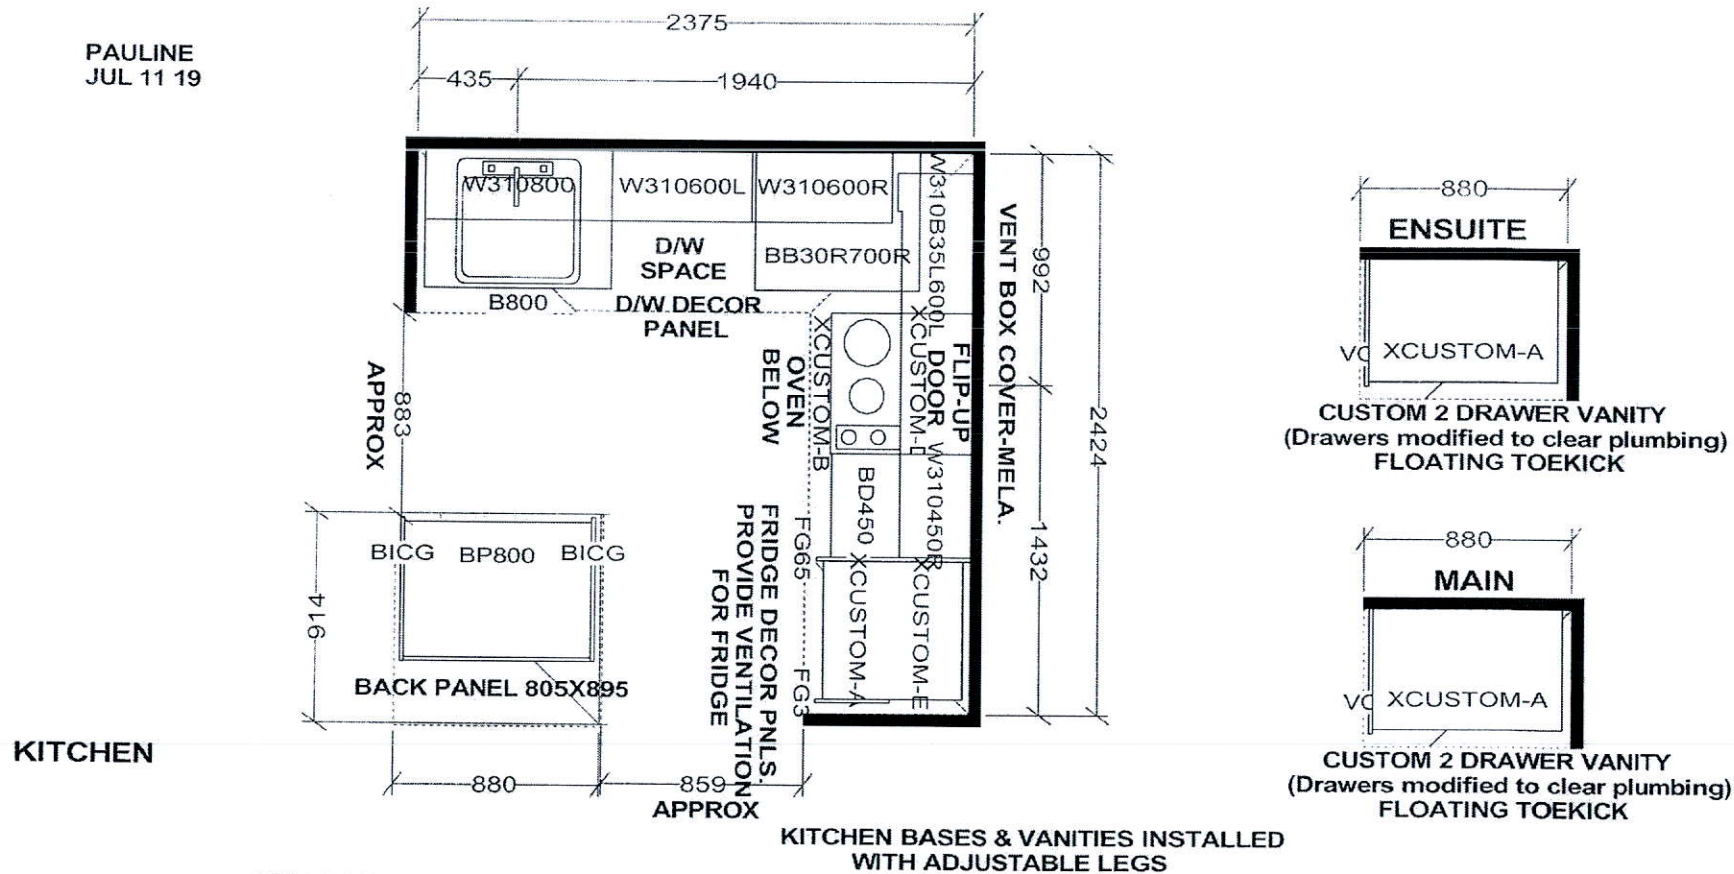 PAULINE
JUL 11 19
2375
435
1940
W310800
W310600L
W310600R
D/W
SPACE
BB30R700R
B800
D/W DECOR
PANEL
W310B35L600L
FLIP-UP
DOOR
VENT BOX COVER-MELA.
992
2424
1432
OVEN
BELOW
XCUSTOM-B
BD450
W310450R
883
APPROX
FRIDGE DECOR PNLS.
PROVIDE VENTILATION
FOR FRIDGE
FG65
FG3
XCUSTOM-A
XCUSTOM-E
BICG
BP800
BICG
914
BACK PANEL 805X895
KITCHEN
880
859
APPROX
KITCHEN BASES & VANITIES INSTALLED
WITH ADJUSTABLE LEGS
880
ENSUITE
XCUSTOM-A
CUSTOM 2 DRAWER VANITY
(Drawers modified to clear plumbing)
FLOATING TOEKICK
880
MAIN
XCUSTOM-A
CUSTOM 2 DRAWER VANITY
(Drawers modified to clear plumbing)
FLOATING TOEKICK